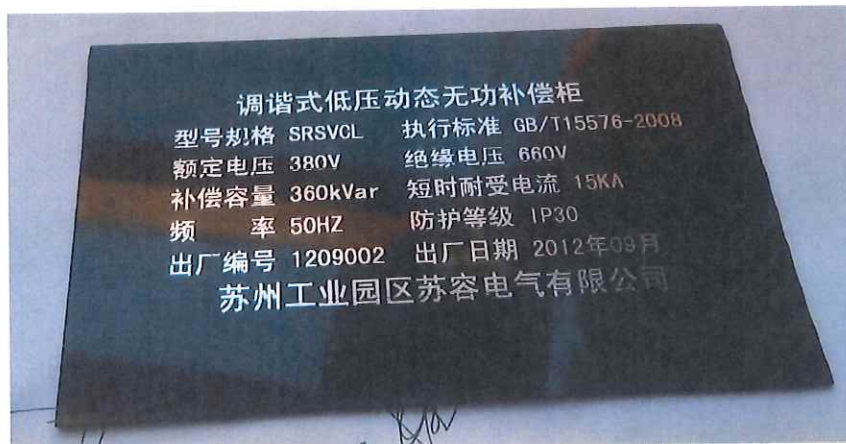 调谐式低压动态无功补偿柜
型号规格 SRSVCL 执行标准 GB/T15576-2008
额定电压 380V 绝缘电压 660V
补偿容量 360kVar 短时耐受电流 15KA
频 率 50HZ 防护等级 IP30
出厂编号 1209002 出厂日期 2012年09月
苏州工业园区苏容电气有限公司